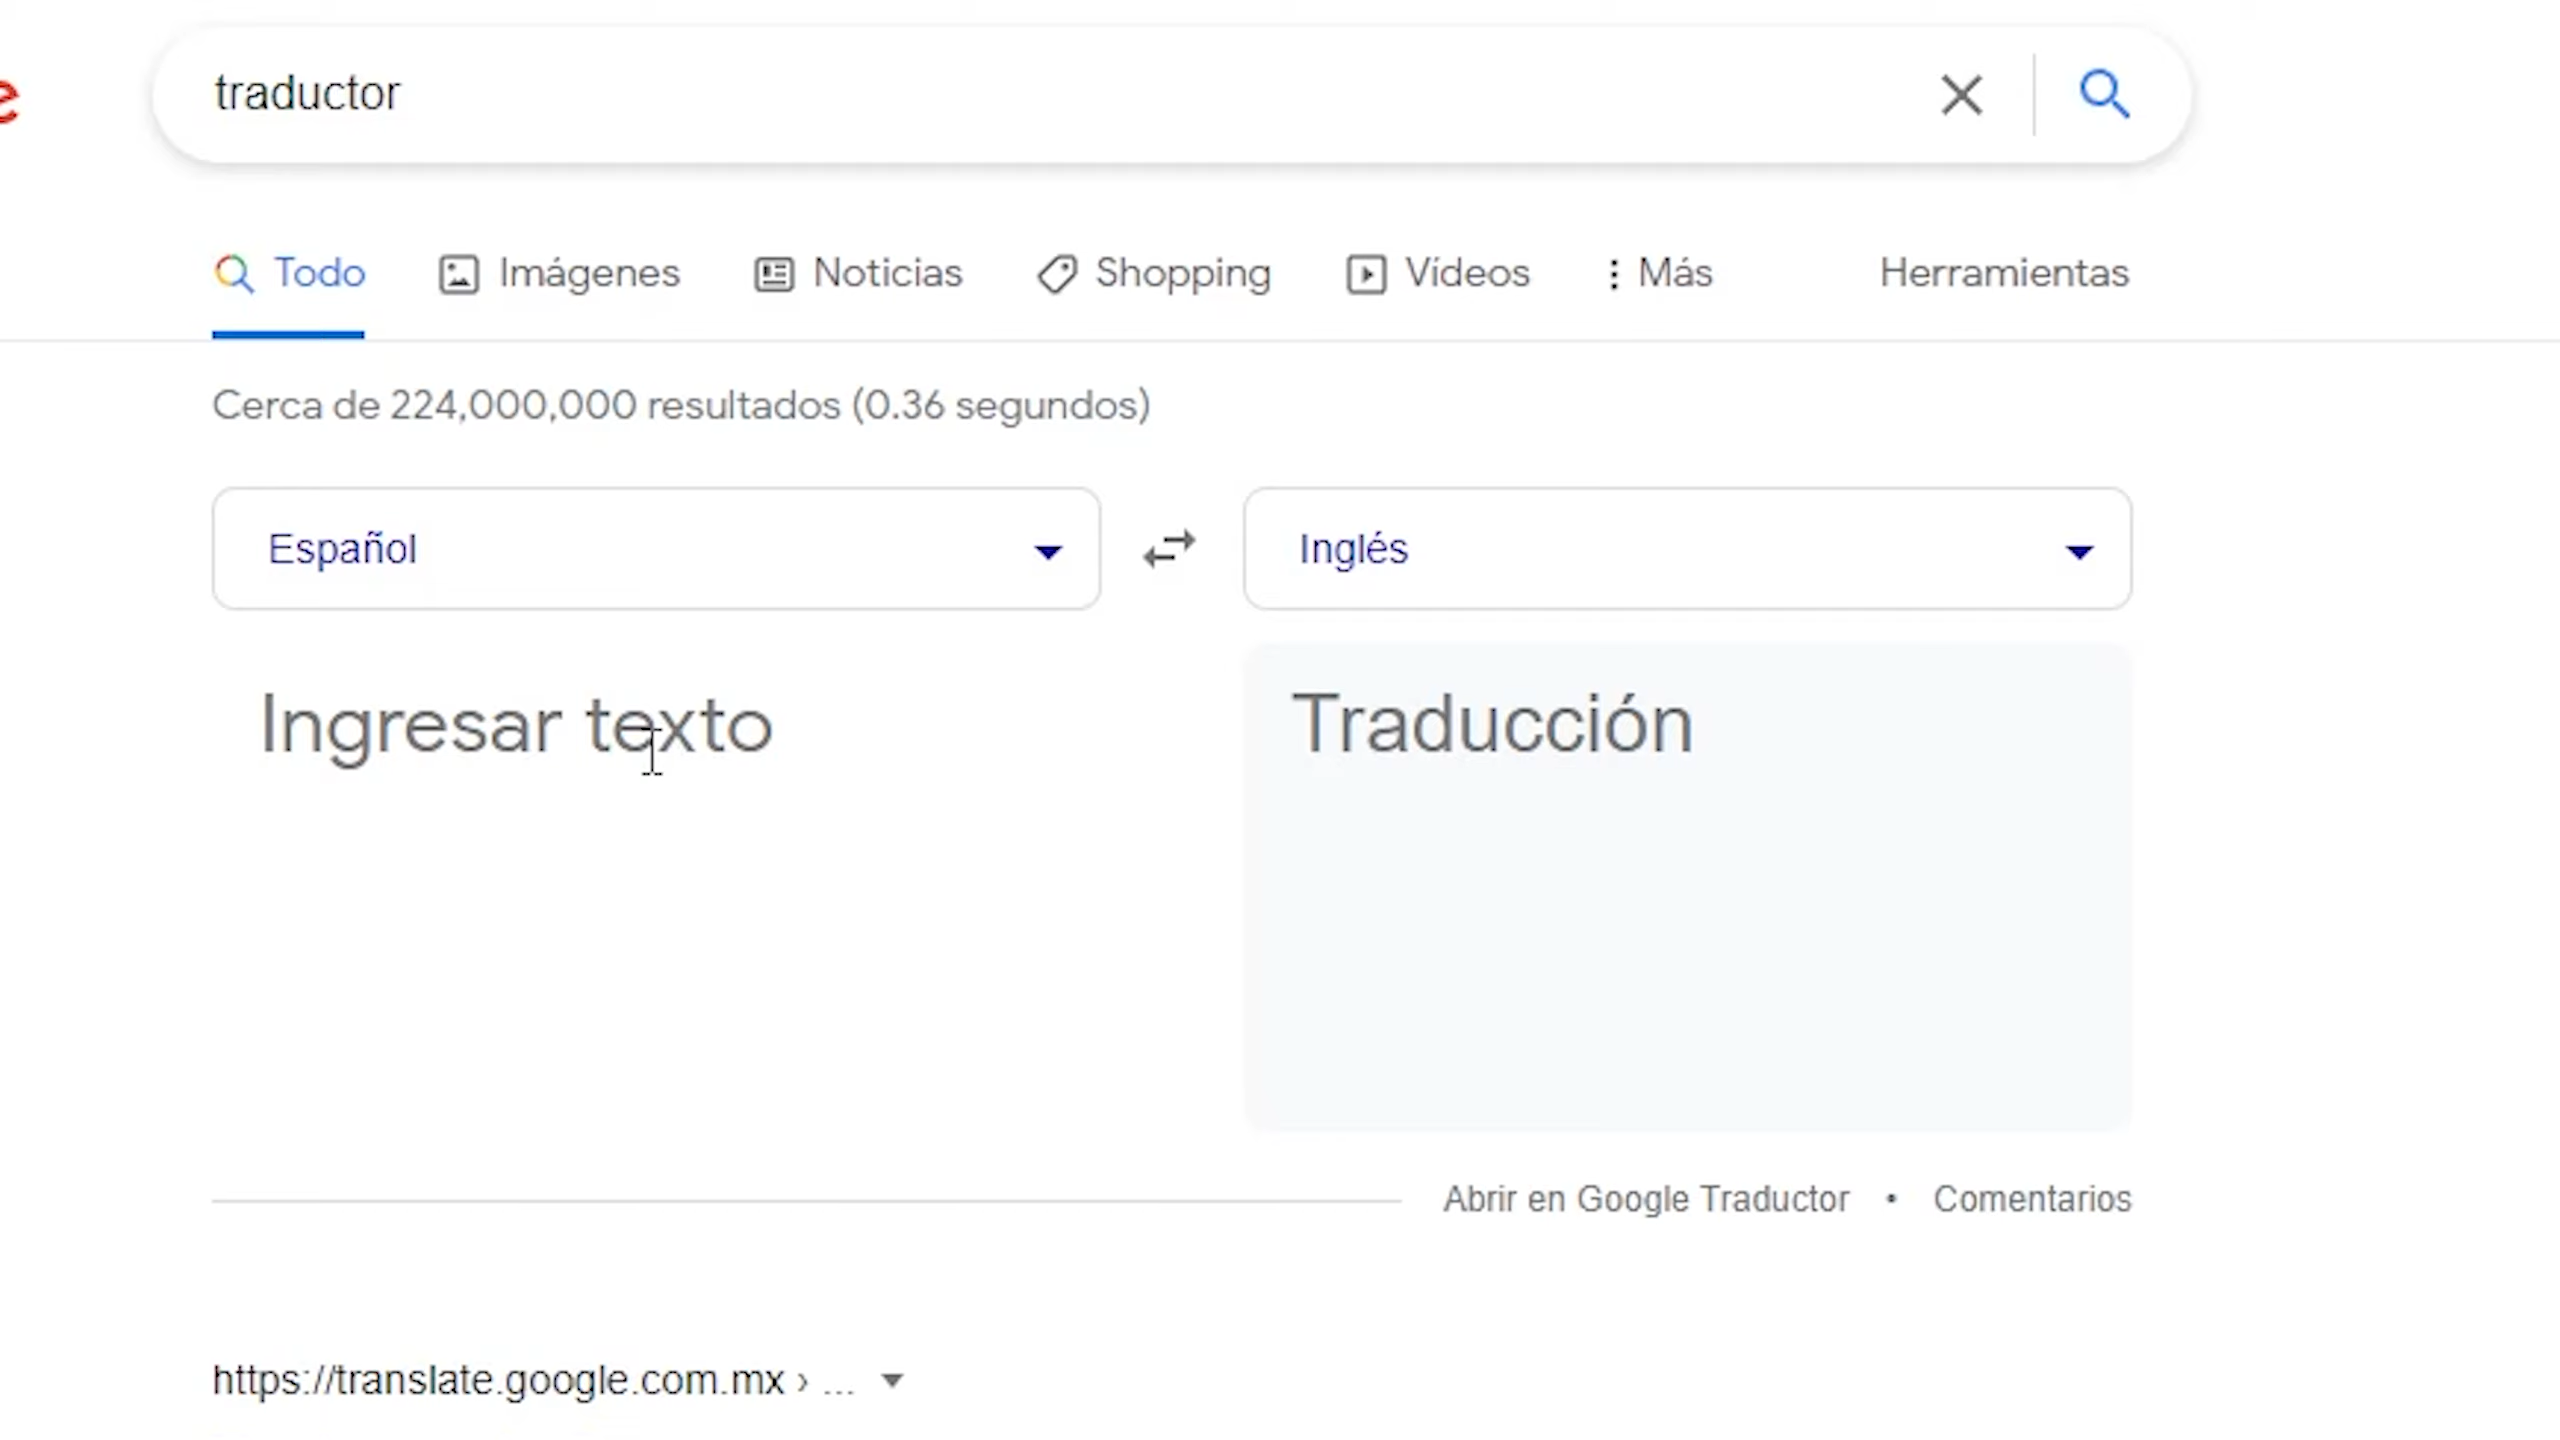 e
traductor
Todo Imágenes Noticias Shopping Vídeos Más Herramientas
Cerca de 224,000,000 resultados (0.36 segundos)
Español Inglés
Ingresar texto Traducción
Abrir en Google Traductor • Comentarios
https://translate.google.com.mx › ...